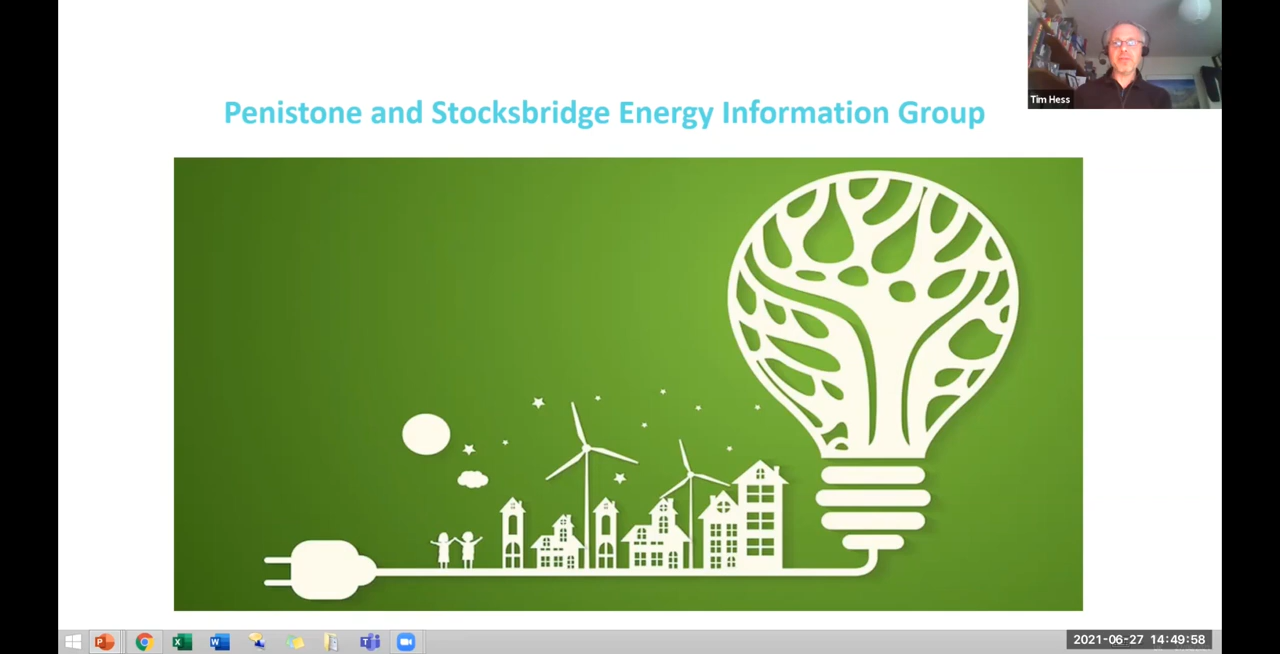 Tim Hess
Penistone and Stocksbridge Energy Information Group
2021-06-27 14:49:58